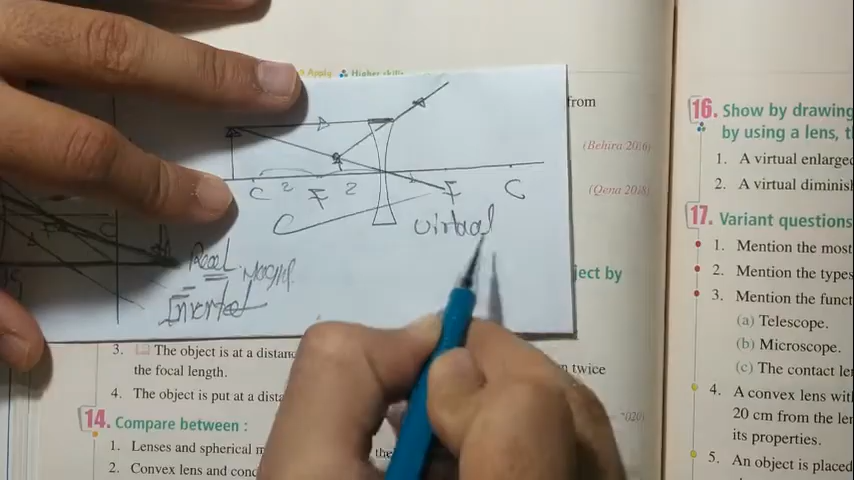 Apply Higher skills
from
(Behira 2016)
(Qena 2018)
C 2 F 2 F C
C
virtual
Real
Inverted
ject by
3. The object is at a distan
the focal length.
n twice
4. The object is put at a dista
14. Compare between :
1. Lenses and spherical m
the
2. Convex lens and conc
16. Show by drawing
by using a lens, t
1. A virtual enlarge
2. A virtual diminis
17. Variant questions
1. Mention the most
2. Mention the types
3. Mention the funct
(a) Telescope.
(b) Microscope.
(c) The contact le
4. A convex lens wit
20 cm from the le
its properties.
5. An object is placed